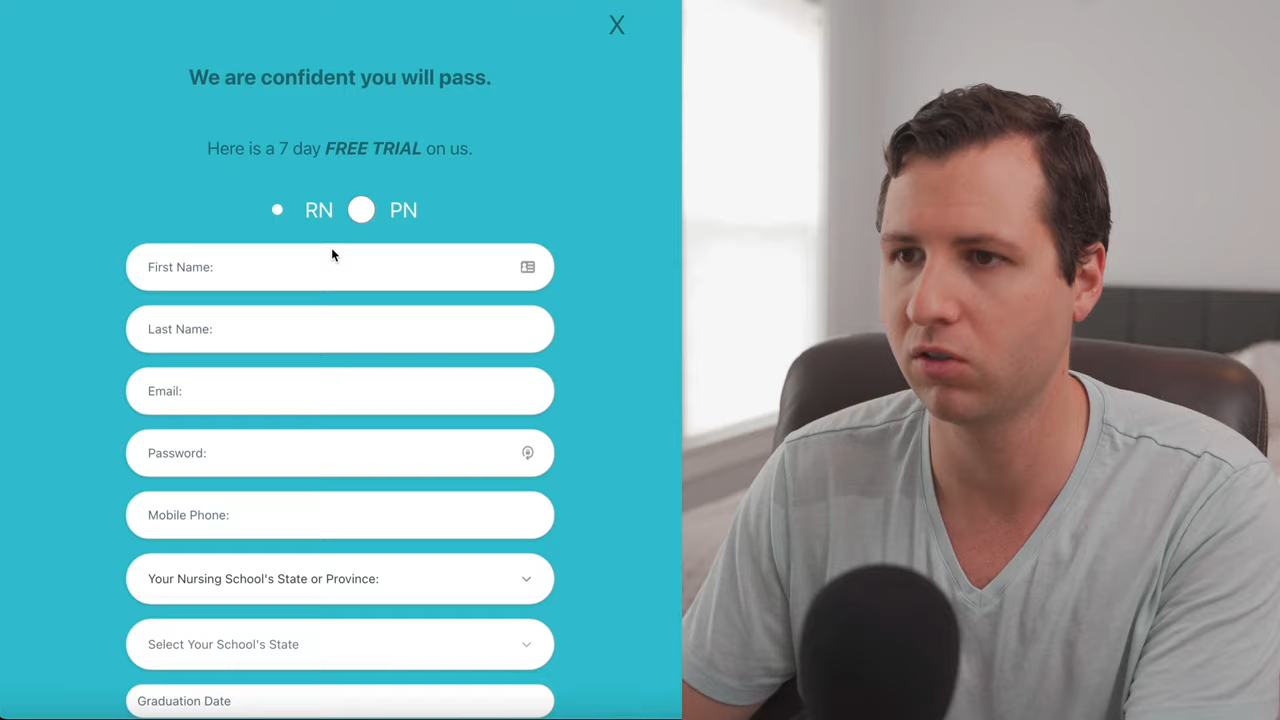 X
We are confident you will pass.
Here is a 7 day FREE TRIAL on us.
RN PN
First Name:
Last Name:
Email:
Password:
Mobile Phone:
Your Nursing School's State or Province:
Select Your School's State
Graduation Date